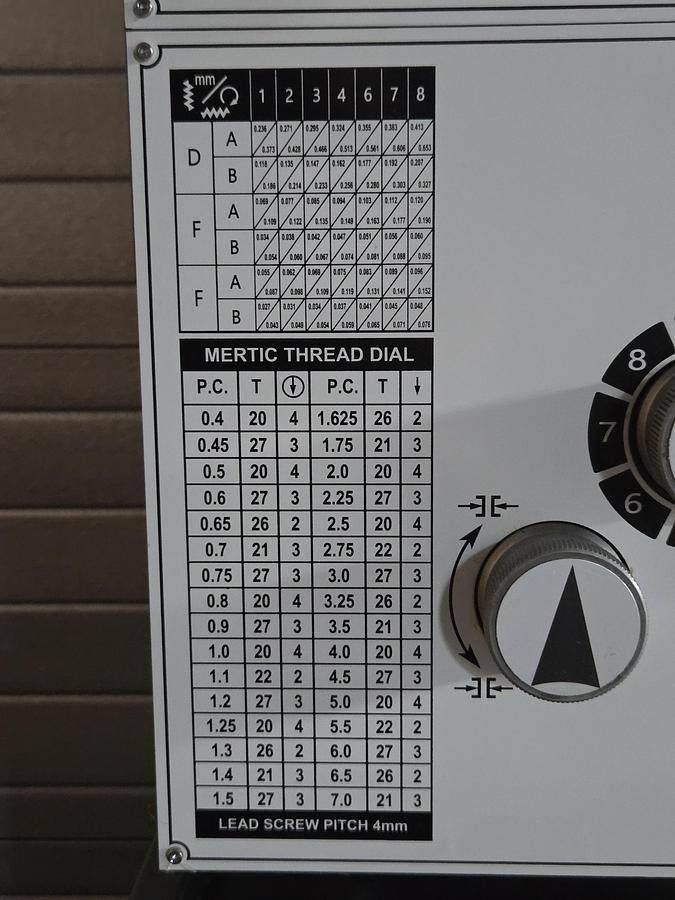 mm 1 2 3 4 6 7 8
D A 0.236 0.271 0.295 0.324 0.355 0.383 0.413
0.373 0.428 0.466 0.513 0.561 0.606 0.653
B 0.118 0.135 0.147 0.162 0.177 0.192 0.207
0.186 0.214 0.233 0.256 0.280 0.303 0.327
F A 0.069 0.077 0.085 0.094 0.103 0.112 0.120
0.109 0.122 0.135 0.149 0.163 0.177 0.190
B 0.034 0.038 0.042 0.047 0.051 0.056 0.060
0.054 0.060 0.067 0.074 0.081 0.088 0.095
F A 0.055 0.062 0.069 0.075 0.083 0.089 0.096
0.087 0.098 0.109 0.119 0.131 0.141 0.152
B 0.027 0.031 0.034 0.037 0.041 0.045 0.048
0.043 0.049 0.054 0.059 0.065 0.071 0.076
MERTIC THREAD DIAL
P.C. T P.C. T
0.4 20 4 1.625 26 2
0.45 27 3 1.75 21 3
0.5 20 4 2.0 20 4
0.6 27 3 2.25 27 3
0.65 26 2 2.5 20 4
0.7 21 3 2.75 22 2
0.75 27 3 3.0 27 3
0.8 20 4 3.25 26 2
0.9 27 3 3.5 21 3
1.0 20 4 4.0 20 4
1.1 22 2 4.5 27 3
1.2 27 3 5.0 20 4
1.25 20 4 5.5 22 2
1.3 26 2 6.0 27 3
1.4 21 3 6.5 26 2
1.5 27 3 7.0 21 3
LEAD SCREW PITCH 4mm
8
7
6